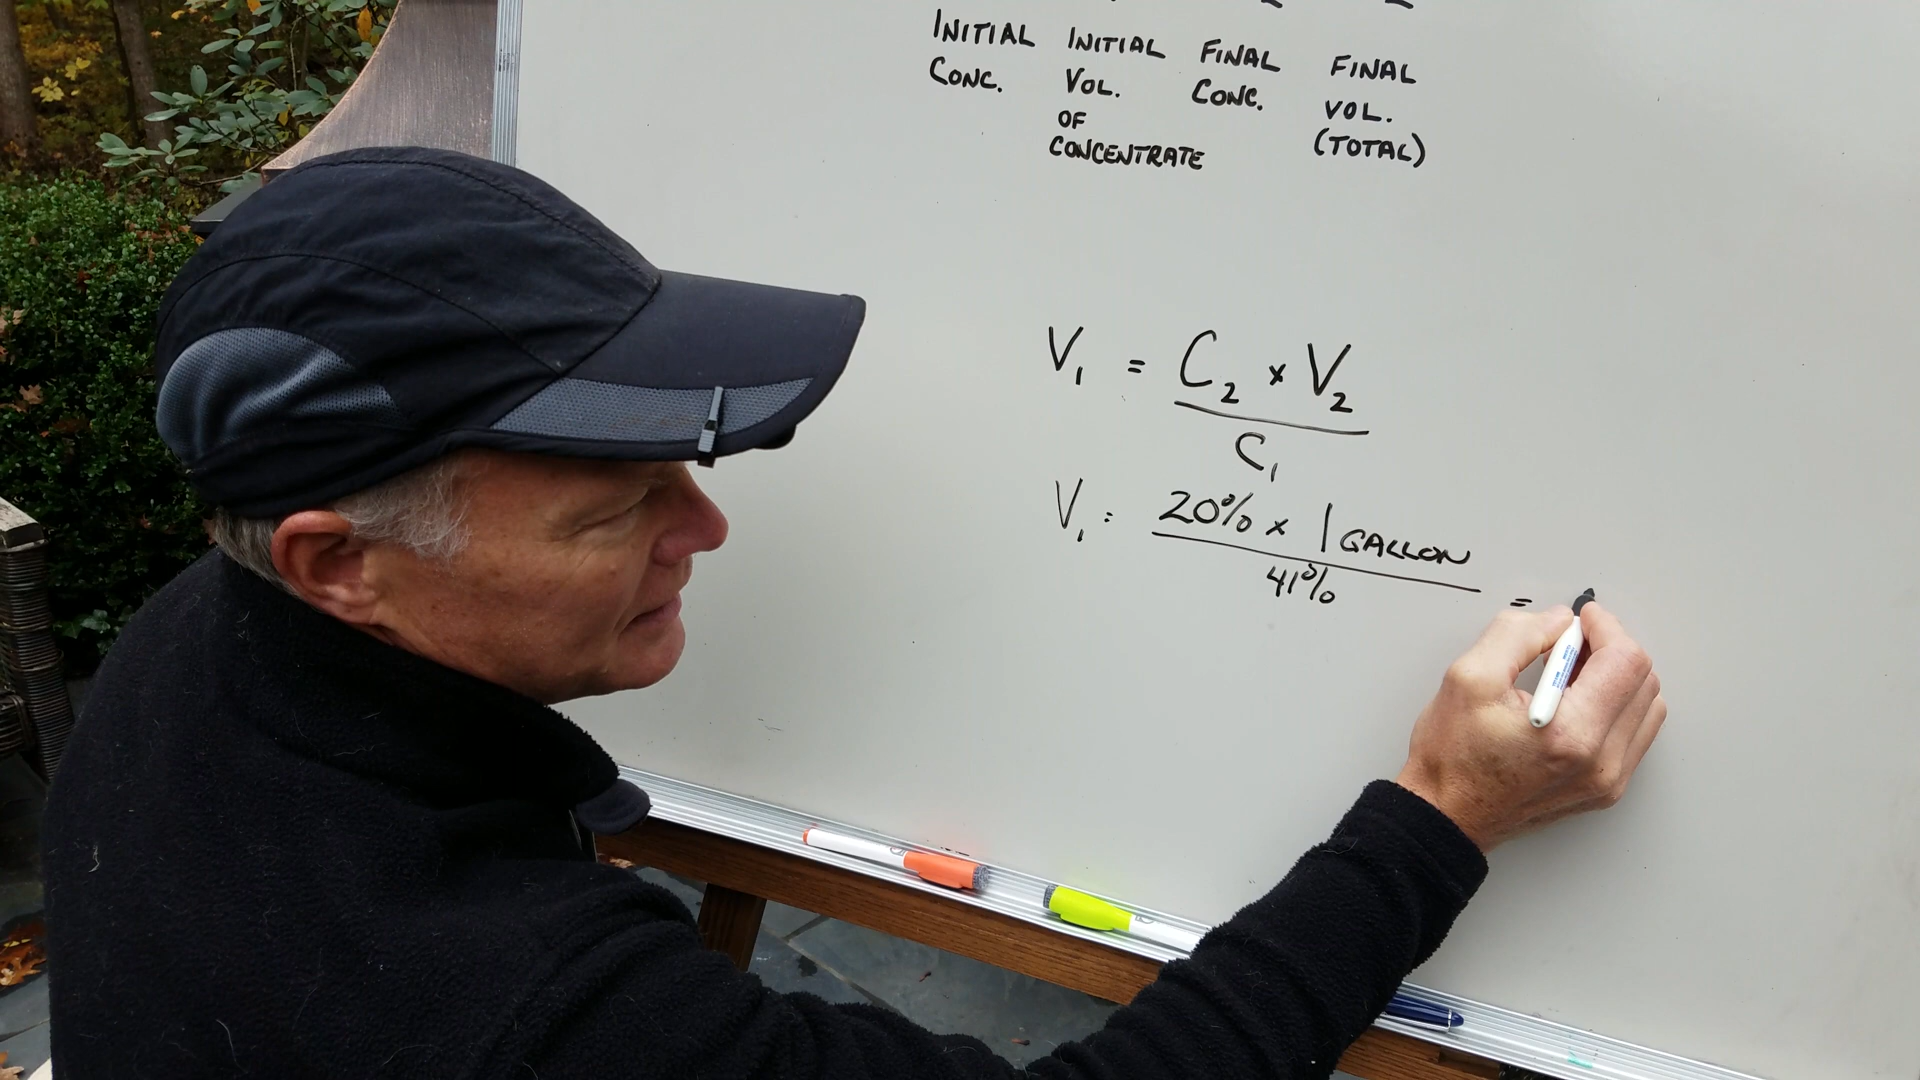 INITIAL INITIAL FINAL FINAL
CONC. VOL. CONC. VOL.
OF (TOTAL)
CONCENTRATE
V₁ = C₂ × V₂
C₁
V₁ = 20% × 1 GALLON
41% =